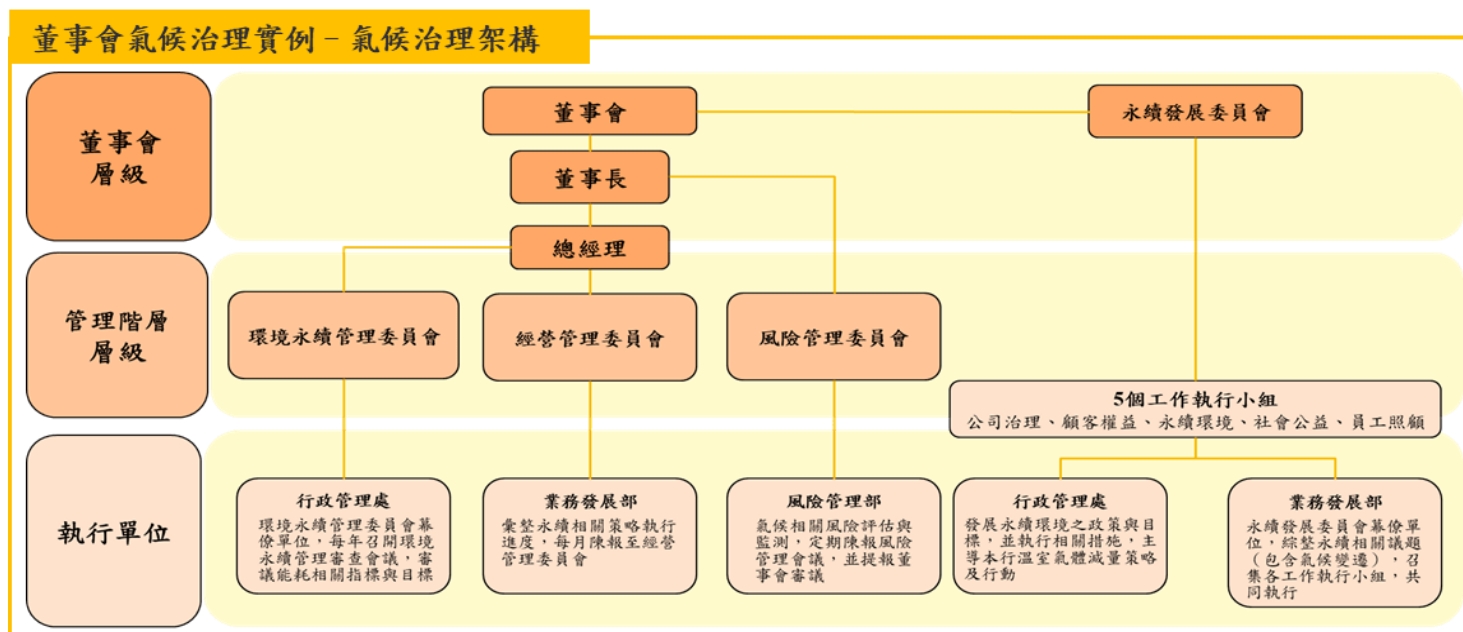 董事會氣候治理實例－氣候治理架構
董事會
層級
董事會
永續發展委員會
董事長
總經理
管理階層
層級
環境永續管理委員會
經營管理委員會
風險管理委員會
5個工作執行小組
公司治理、顧客權益、永續環境、社會公益、員工照顧
執行單位
行政管理處
環境永續管理委員會幕
僚單位，每年召開環境
永續管理審查會議，審
議能耗相關指標與目標
業務發展部
彙整永續相關策略執行
進度，每月陳報至經營
管理委員會
風險管理部
氣候相關風險評估與
監測，定期陳報風險
管理會議，並提報董
事會審議
行政管理處
發展永續環境之政策與目
標，並執行相關措施，主
導本行溫室氣體減量策略
及行動
業務發展部
永續發展委員會幕僚單
位，綜整永續相關議題
（包含氣候變遷），召
集各工作執行小組，共
同執行